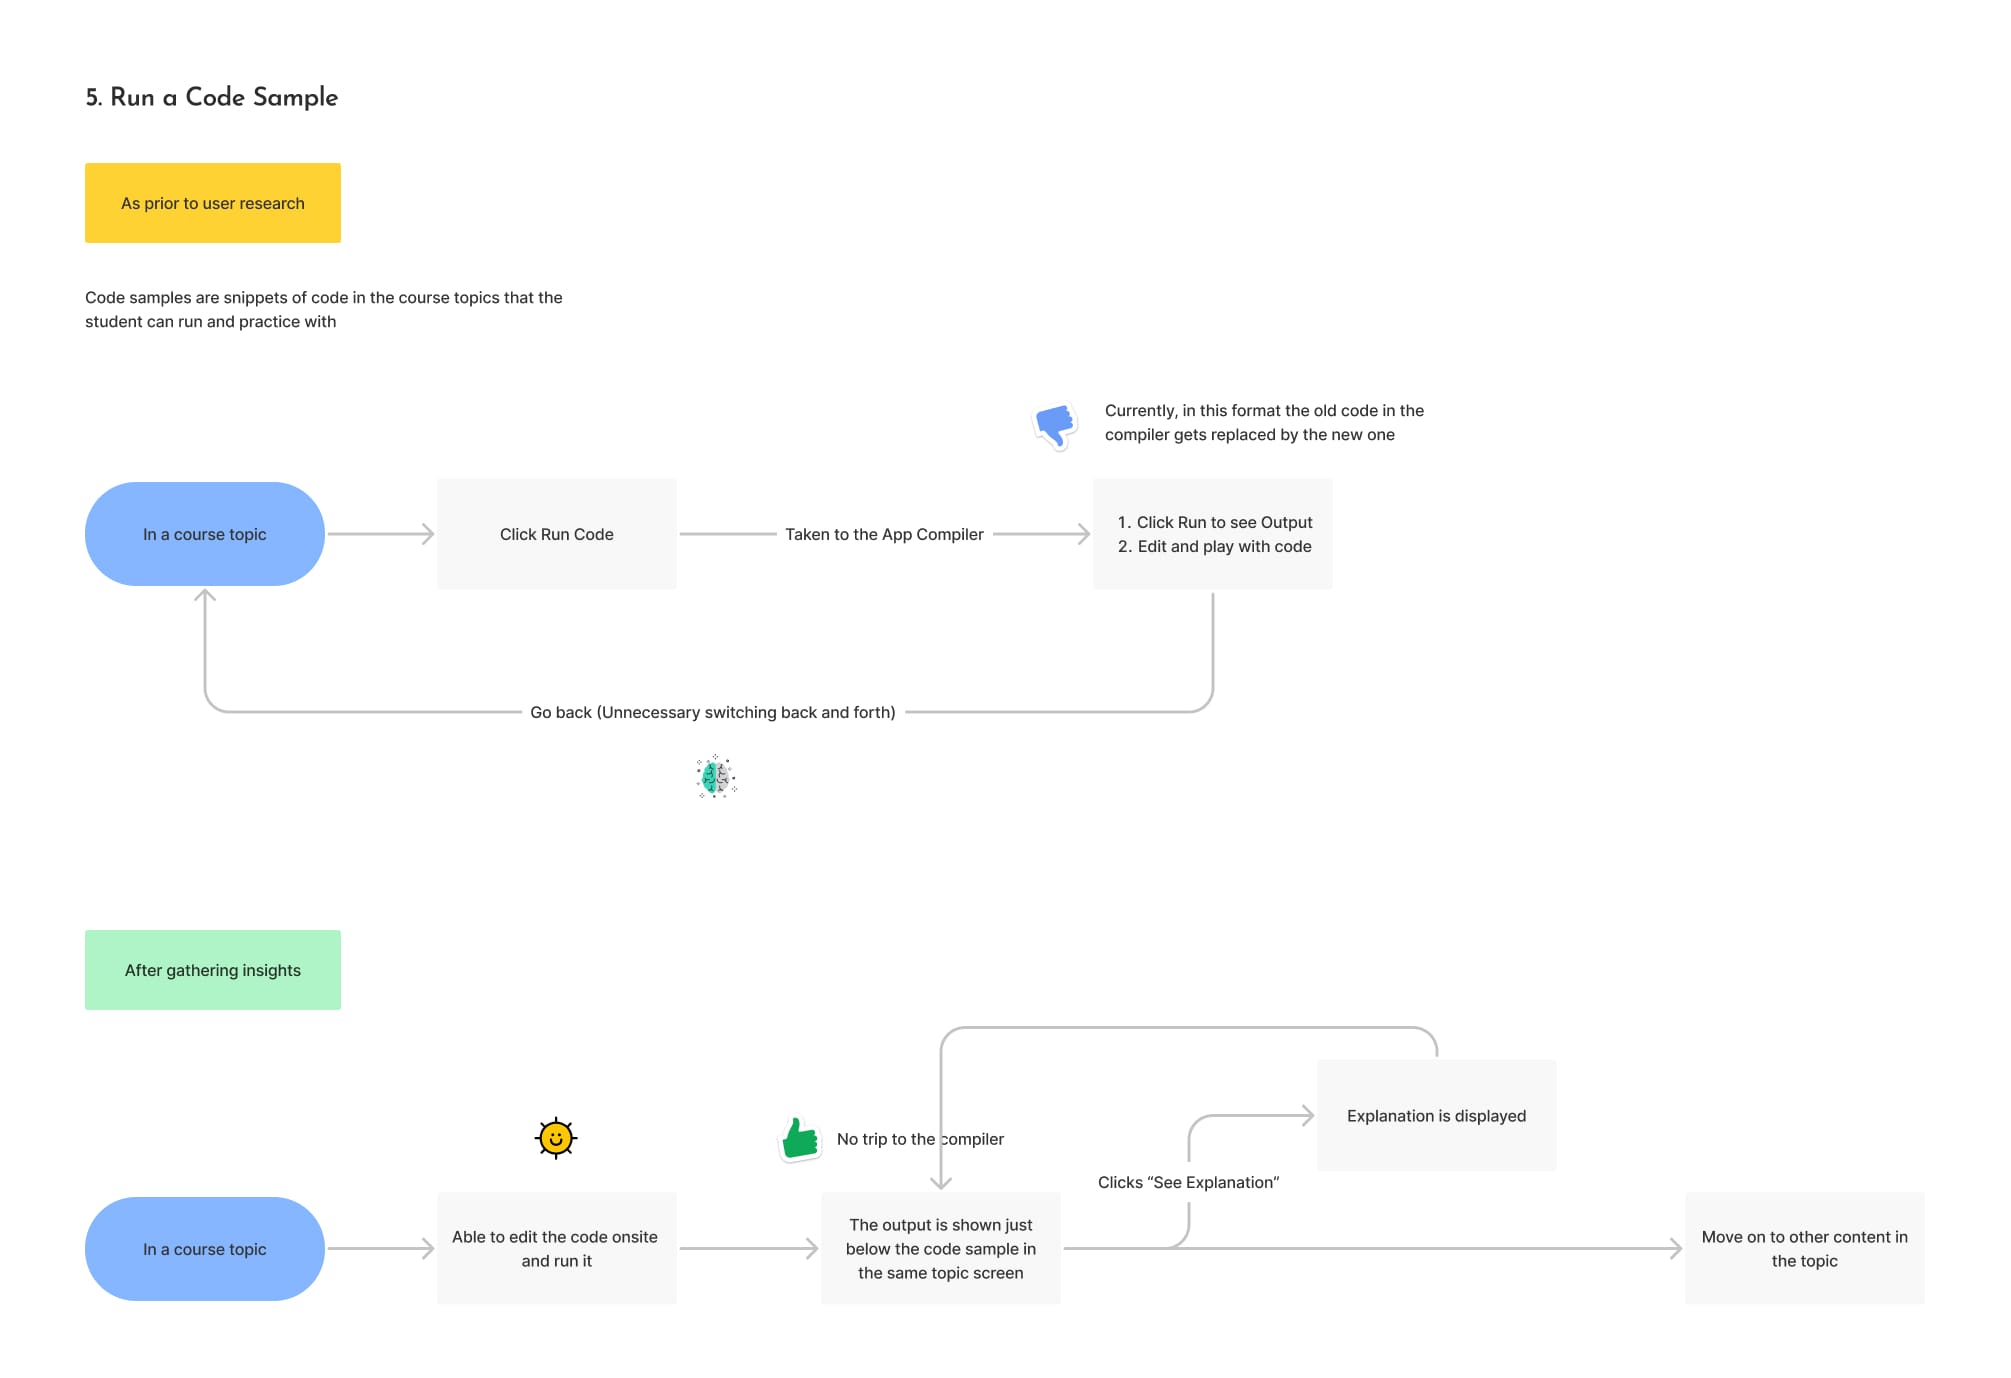 5. Run a Code Sample
As prior to user research
Code samples are snippets of code in the course topics that the
student can run and practice with
Currently, in this format the old code in the
compiler gets replaced by the new one
In a course topic
Click Run Code
Taken to the App Compiler
1. Click Run to see Output
2. Edit and play with code
Go back (Unnecessary switching back and forth)
After gathering insights
Explanation is displayed
No trip to the compiler
Clicks “See Explanation”
In a course topic
Able to edit the code onsite
and run it
The output is shown just
below the code sample in
the same topic screen
Move on to other content in
the topic